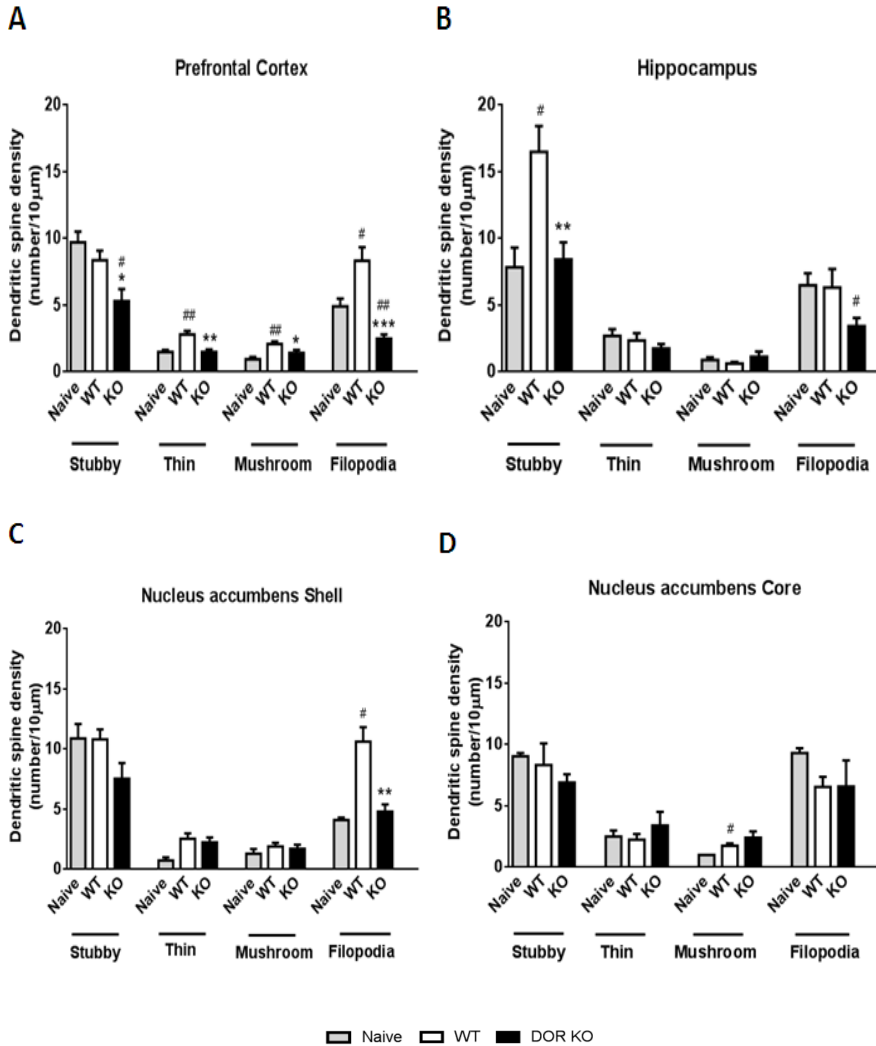 A
Prefrontal Cortex
Dendritic spine density
(number/10μm)
20
15
10
5
0
#
*
##
**
##
*
#
##
***
Naive WT KO Naive WT KO Naive WT KO Naive WT KO
Stubby Thin Mushroom Filopodia
B
Hippocampus
Dendritic spine density
(number/10μm)
20
15
10
5
0
#
**
#
Naive WT KO Naive WT KO Naive WT KO Naive WT KO
Stubby Thin Mushroom Filopodia
C
Nucleus accumbens Shell
Dendritic spine density
(number/10μm)
20
15
10
5
0
#
**
Naive WT KO Naive WT KO Naive WT KO Naive WT KO
Stubby Thin Mushroom Filopodia
D
Nucleus accumbens Core
Dendritic spine density
(number/10μm)
20
15
10
5
0
#
Naive WT KO Naive WT KO Naive WT KO Naive WT KO
Stubby Thin Mushroom Filopodia
Naive WT DOR KO